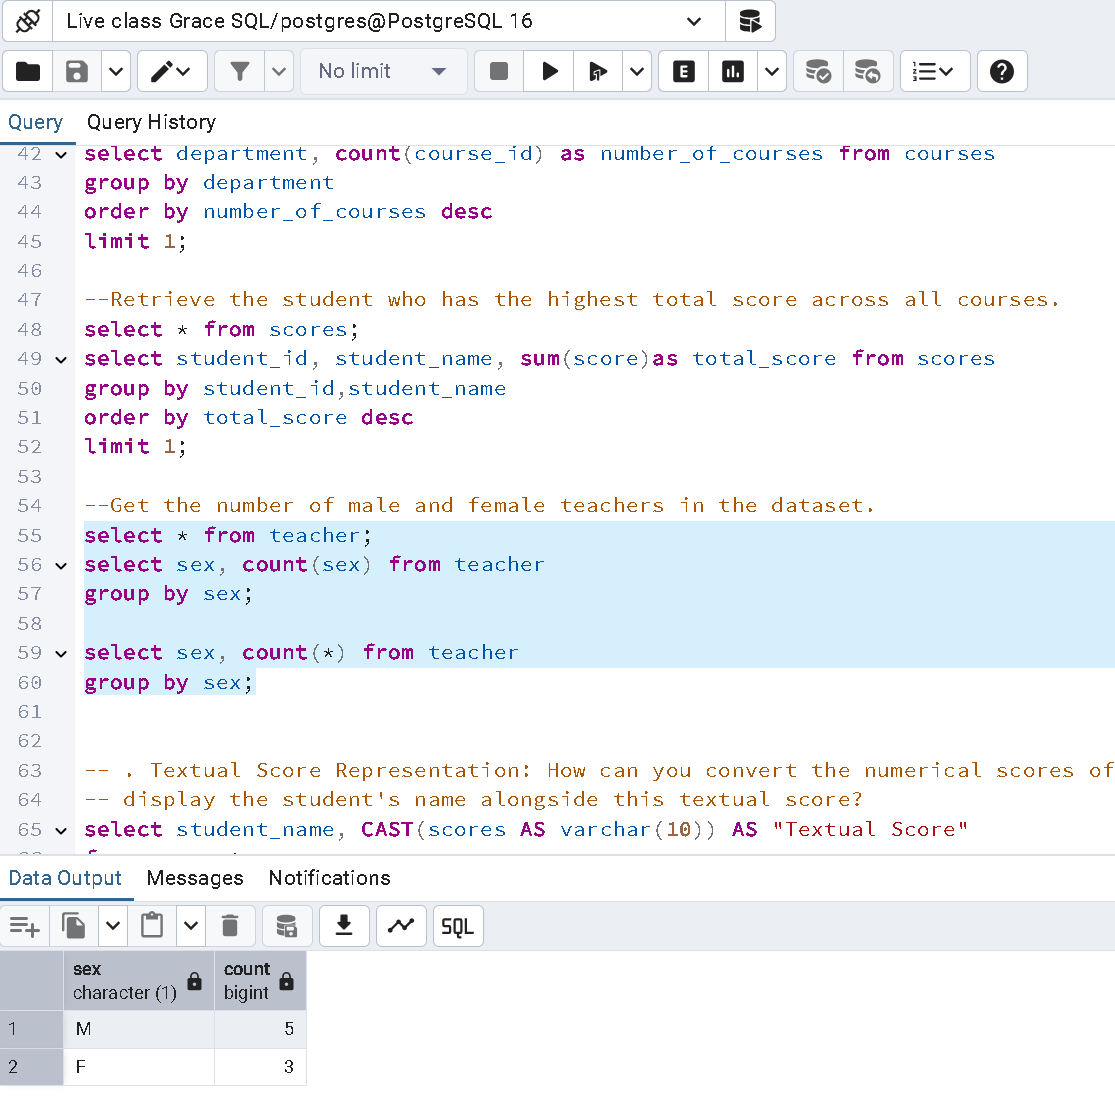 Live class Grace SQL/postgres@PostgreSQL 16
No limit
E
?
Query Query History
42 select department, count(course_id) as number_of_courses from courses
43 group by department
44 order by number_of_courses desc
45 limit 1;
46
47 --Retrieve the student who has the highest total score across all courses.
48 select * from scores;
49 select student_id, student_name, sum(score)as total_score from scores
50 group by student_id,student_name
51 order by total_score desc
52 limit 1;
53
54 --Get the number of male and female teachers in the dataset.
55 select * from teacher;
56 select sex, count(sex) from teacher
57 group by sex;
58
59 select sex, count(*) from teacher
60 group by sex;
61
62
63 -- . Textual Score Representation: How can you convert the numerical scores of
64 -- display the student's name alongside this textual score?
65 select student_name, CAST(scores AS varchar(10)) AS "Textual Score"
Data Output Messages Notifications
SQL
sex count
character (1) bigint
1 M 5
2 F 3